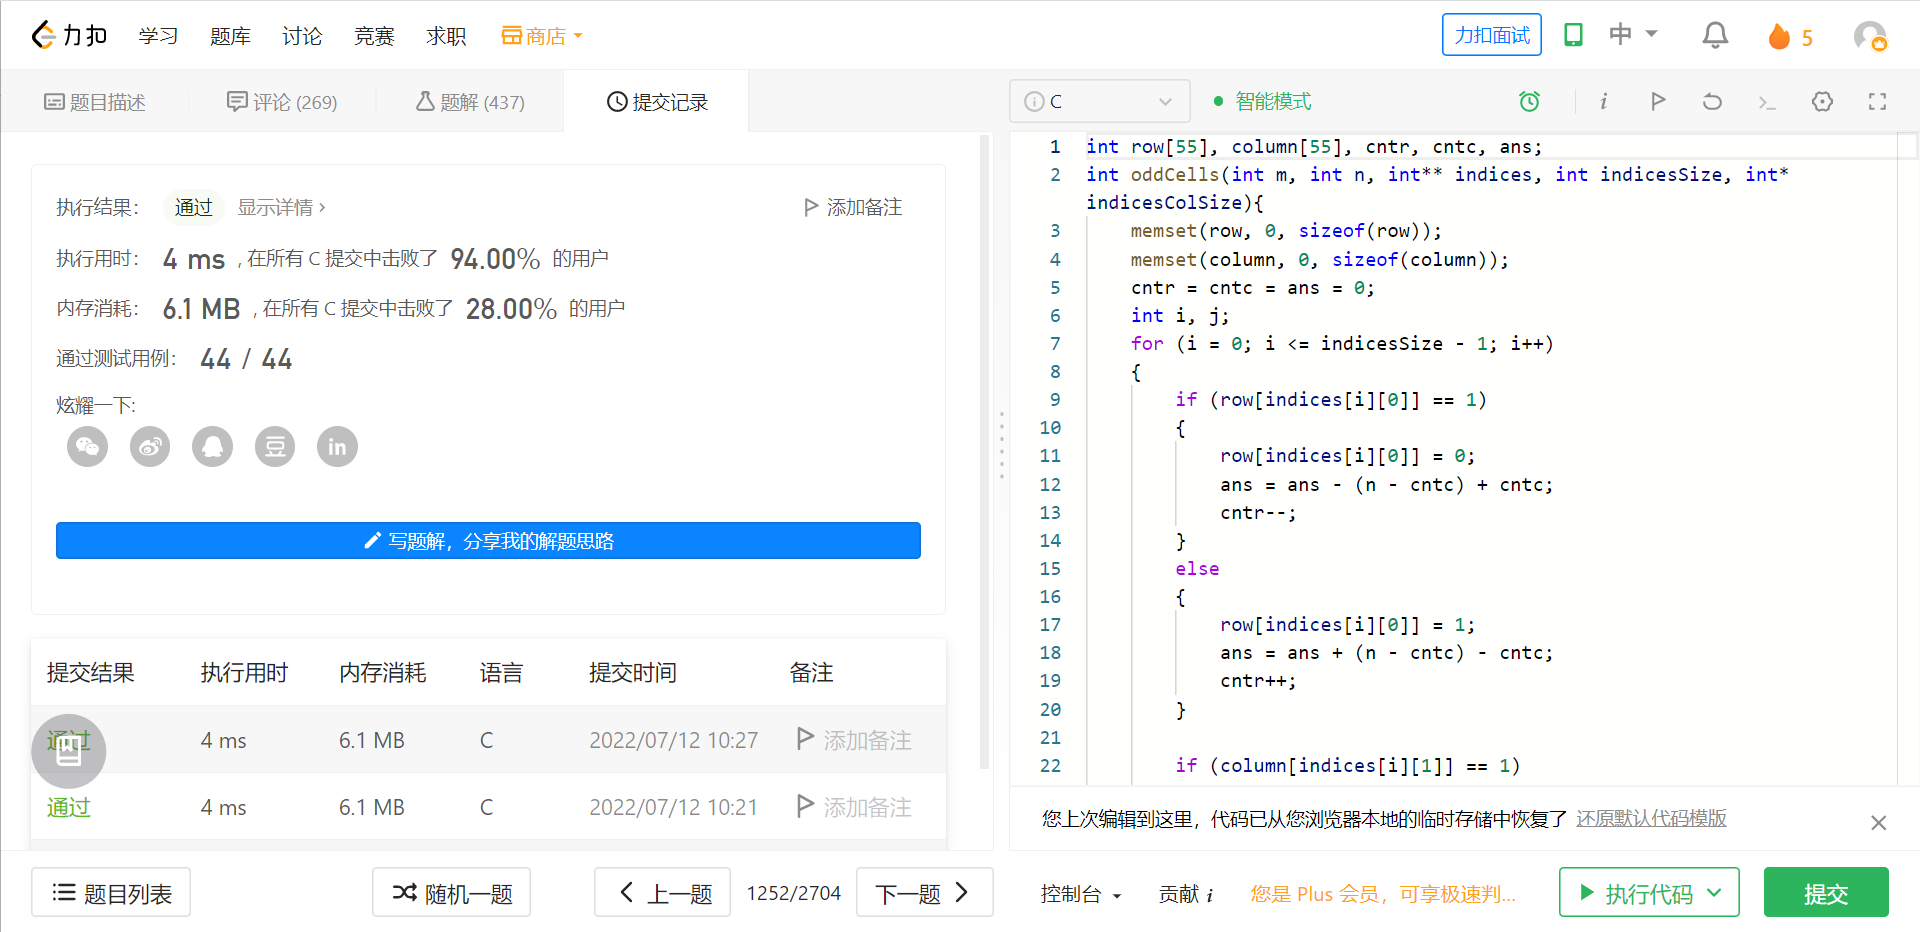 力扣 学习 题库 讨论 竞赛 求职 商店 力扣面试 中 5
题目描述 评论 (269) 题解 (437) 提交记录
执行结果： 通过 显示详情 › 添加备注
执行用时： 4 ms , 在所有 C 提交中击败了 94.00% 的用户
内存消耗： 6.1 MB , 在所有 C 提交中击败了 28.00% 的用户
通过测试用例： 44 / 44
炫耀一下:
豆 in
写题解，分享我的解题思路
提交结果 执行用时 内存消耗 语言 提交时间 备注
通过 4 ms 6.1 MB C 2022/07/12 10:27 添加备注
通过 4 ms 6.1 MB C 2022/07/12 10:21 添加备注
题目列表 随机一题 上一题 1252/2704 下一题
C 智能模式 i
1 int row[55], column[55], cntr, cntc, ans;
2 int oddCells(int m, int n, int** indices, int indicesSize, int*
indicesColSize){
3 memset(row, 0, sizeof(row));
4 memset(column, 0, sizeof(column));
5 cntr = cntc = ans = 0;
6 int i, j;
7 for (i = 0; i <= indicesSize - 1; i++)
8 {
9 if (row[indices[i][0]] == 1)
10 {
11 row[indices[i][0]] = 0;
12 ans = ans - (n - cntc) + cntc;
13 cntr--;
14 }
15 else
16 {
17 row[indices[i][0]] = 1;
18 ans = ans + (n - cntc) - cntc;
19 cntr++;
20 }
21
22 if (column[indices[i][1]] == 1)
您上次编辑到这里，代码已从您浏览器本地的临时存储中恢复了 还原默认代码模版
控制台 贡献 i 您是 Plus 会员，可享极速判... 执行代码 提交